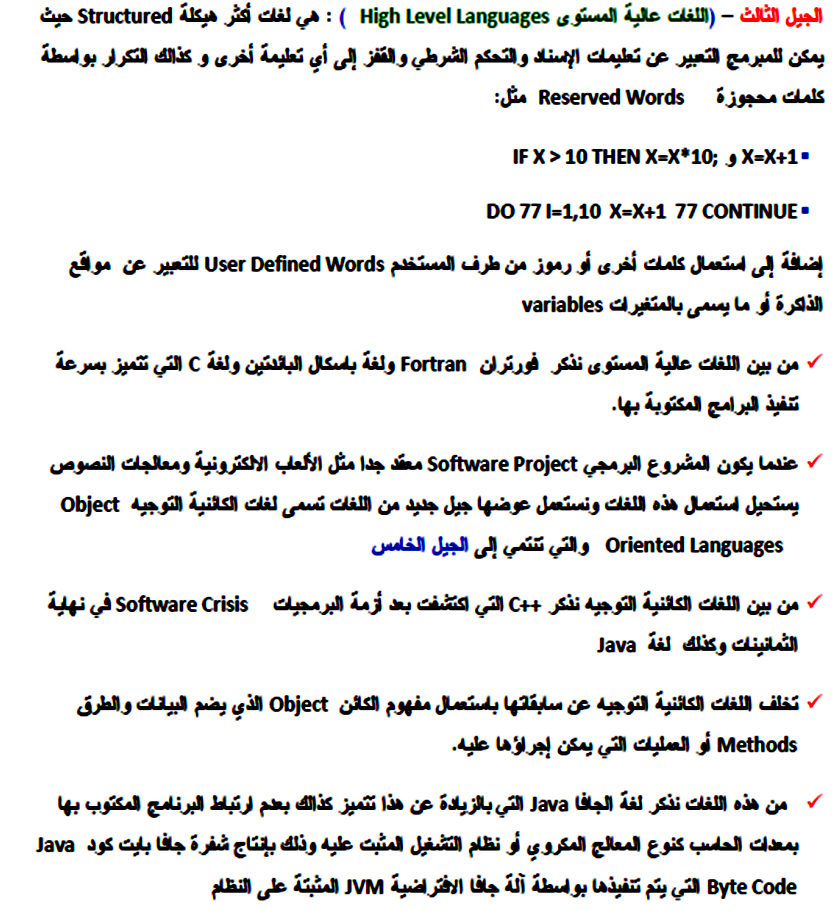 الجيل الثالث – (اللغات عالية المستوى High Level Languages ) : هي لغات أكثر هيكلة Structured حيث
يمكن للمبرمج التعبير عن تعليمات الإسناد والتحكم الشرطي والقفز إلى أي تعليمة أخرى و كذالك التكرار بواسطة
كلمات محجوزة Reserved Words مثل:
▪ X=X+1 و IF X > 10 THEN X=X*10;
▪ DO 77 I=1,10 X=X+1 77 CONTINUE
إضافة إلى استعمال كلمات أخرى أو رموز من طرف المستخدم User Defined Words للتعبير عن مواقع
الذاكرة أو ما يسمى بالمتغيرات variables
✓ من بين اللغات عالية المستوى نذكر فورتران Fortran ولغة باسكال البائدتين ولغة C التي تتميز بسرعة
تنفيذ البرامج المكتوبة بها.
✓ عندما يكون المشروع البرمجي Software Project معقد جدا مثل الألعاب الالكترونية ومعالجات النصوص
يستحيل استعمال هذه اللغات ونستعمل عوضها جيل جديد من اللغات تسمى لغات الكائنية التوجيه Object
Oriented Languages والتي تنتمي إلى الجيل الخامس
✓ من بين اللغات الكائنية التوجيه نذكر C++ التي اكتشفت بعد أزمة البرمجيات Software Crisis في نهاية
الثمانينات وكذلك لغة Java
✓ تخلف اللغات الكائنية التوجيه عن سابقاتها باستعمال مفهوم الكائن Object الذي يضم البيانات والطرق
Methods أو العمليات التي يمكن إجراؤها عليه.
✓ من هذه اللغات نذكر لغة الجافا Java التي بالزيادة عن هذا تتميز كذالك بعدم ارتباط البرنامج المكتوب بها
بمعدات الحاسب كنوع المعالج المكروي أو نظام التشغيل المثبت عليه وذلك بإنتاج شفرة جافا بايت كود Java
Byte Code التي يتم تنفيذها بواسطة آلة جافا الافتراضية JVM المثبتة على النظام